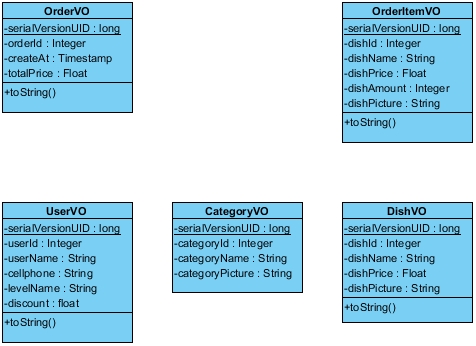 OrderVO
-serialVersionUID : long
-orderId : Integer
-createAt : Timestamp
-totalPrice : Float
+toString()
OrderItemVO
-serialVersionUID : long
-dishId : Integer
-dishName : String
-dishPrice : Float
-dishAmount : Integer
-dishPicture : String
+toString()
UserVO
-serialVersionUID : long
-userId : Integer
-userName : String
-cellphone : String
-levelName : String
-discount : float
+toString()
CategoryVO
-serialVersionUID : long
-categoryId : Integer
-categoryName : String
-categoryPicture : String
DishVO
-serialVersionUID : long
-dishId : Integer
-dishName : String
-dishPrice : Float
-dishPicture : String
+toString()